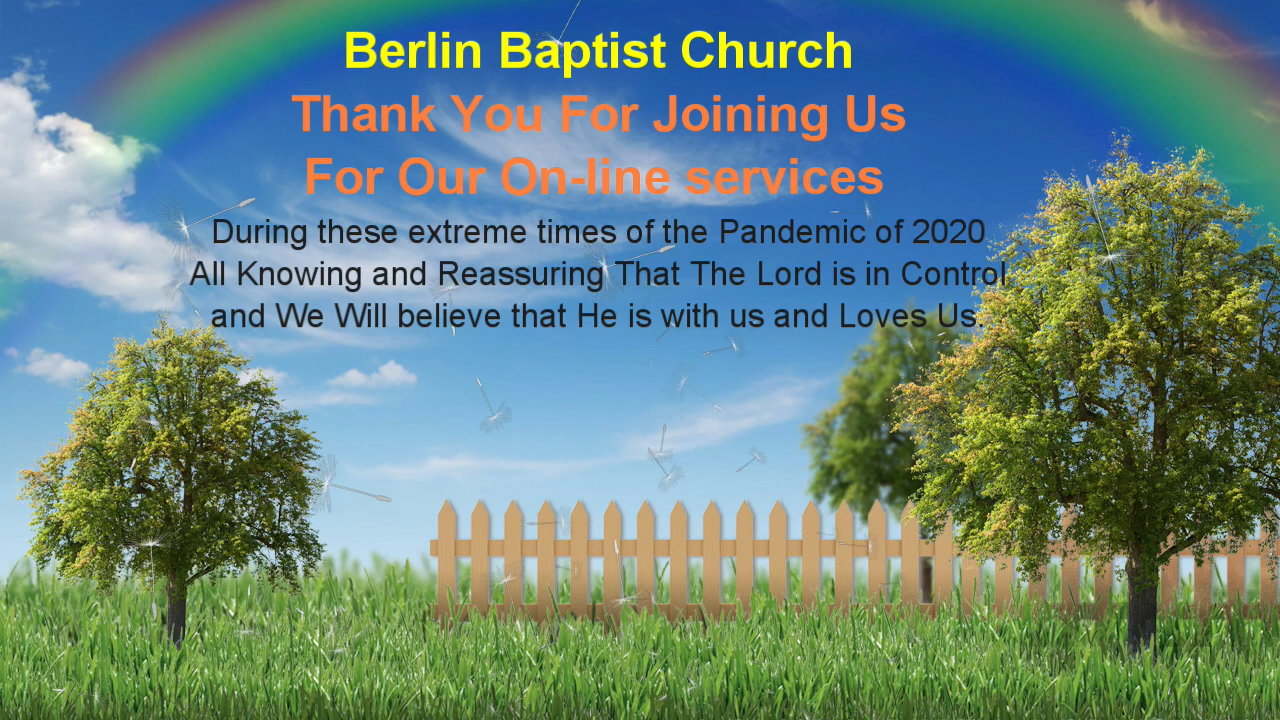 Berlin Baptist Church
Thank You For Joining Us
For Our On-line services
During these extreme times of the Pandemic of 2020
All Knowing and Reassuring That The Lord is in Control
and We Will believe that He is with us and Loves Us.